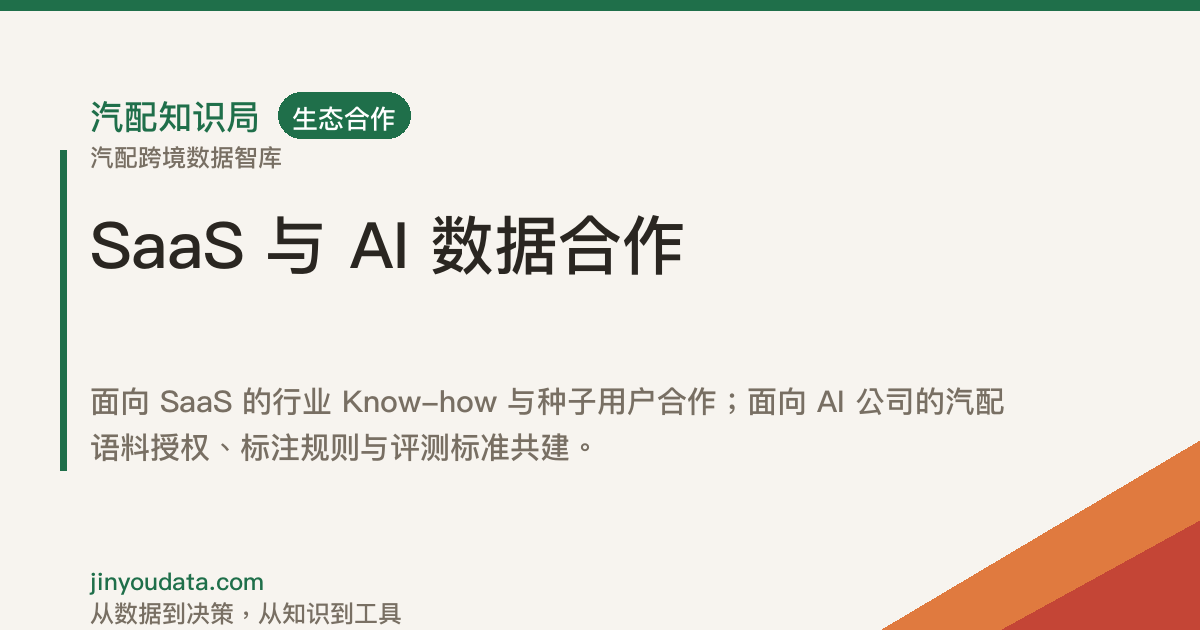 汽配知识局 生态合作
汽配跨境数据智库
SaaS 与 AI 数据合作
面向 SaaS 的行业 Know–how 与种子用户合作；面向 AI 公司的汽配
语料授权、标注规则与评测标准共建。
jinyoudata.com
从数据到决策，从知识到工具